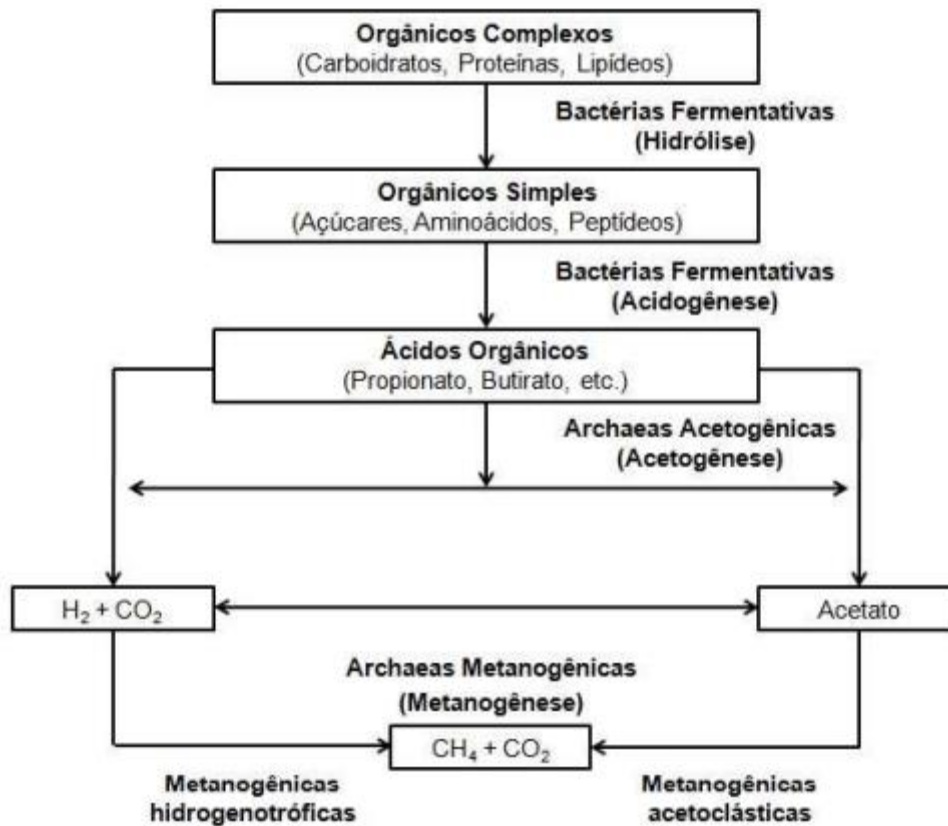 Orgânicos Complexos
(Carboidratos, Proteínas, Lipídeos)
Bactérias Fermentativas
(Hidrólise)
Orgânicos Simples
(Açúcares, Aminoácidos, Peptídeos)
Bactérias Fermentativas
(Acidogênese)
Ácidos Orgânicos
(Propionato, Butirato, etc.)
Archaeas Acetogênicas
(Acetogênese)
H₂ + CO₂
Acetato
Archaeas Metanogênicas
(Metanogênese)
CH₄ + CO₂
Metanogênicas
hidrogenotróficas
Metanogênicas
acetoclásticas